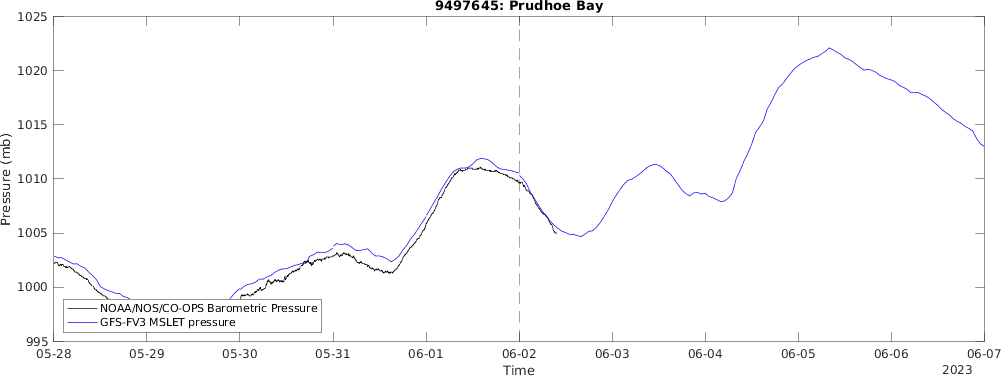 9497645: Prudhoe Bay
Pressure (mb)
1025
1020
1015
1010
1005
1000
995
NOAA/NOS/CO-OPS Barometric Pressure
GFS-FV3 MSLET pressure
05-28 05-29 05-30 05-31 06-01 06-02 06-03 06-04 06-05 06-06 06-07
Time
2023